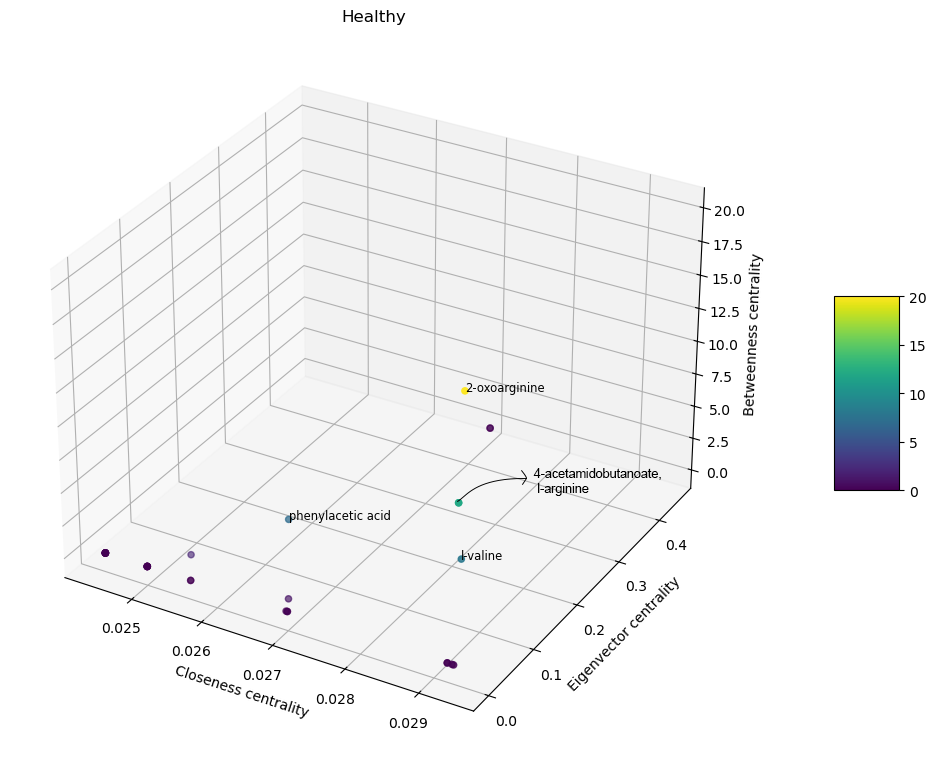 Healthy
20.0
17.5
15.0
12.5
10.0
7.5
5.0
2.5
0.0
Betweenness centrality
20
15
10
5
0
2-oxoarginine
4-acetamidobutanoate,
l-arginine
phenylacetic acid
l-valine
0.4
0.3
0.2
0.1
0.0
Eigenvector centrality
0.025
0.026
0.027
0.028
0.029
Closeness centrality